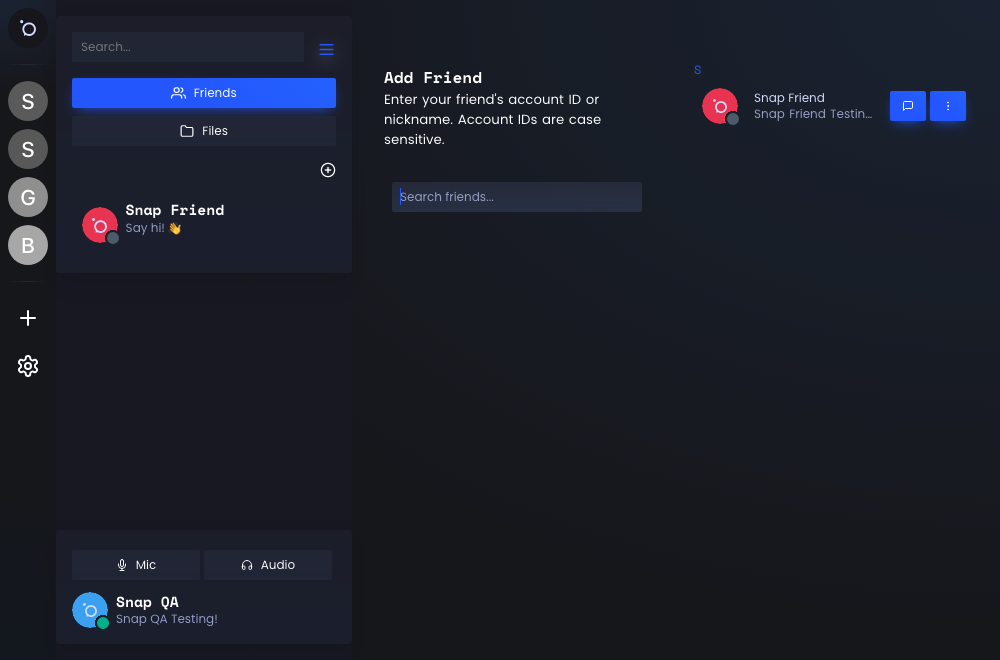 S
S
G
B
Search...
Friends
Files
Snap Friend
Say hi! 👋
Mic
Audio
Snap QA
Snap QA Testing!
Add Friend
Enter your friend's account ID or
nickname. Account IDs are case
sensitive.
Search friends...
S
Snap Friend
Snap Friend Testin...